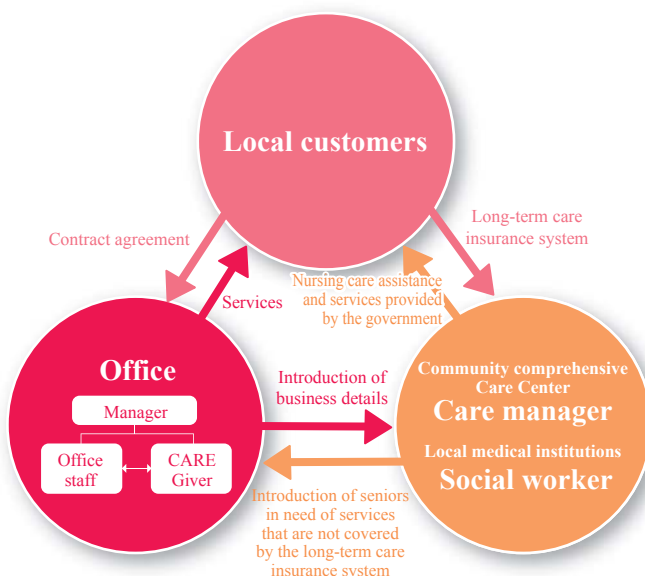 Local customers
Contract agreement
Long-term care
insurance system
Services
Nursing care assistance
and services provided
by the government
Office
Manager
Office
staff
CARE
Giver
Introduction of
business details
Community comprehensive
Care Center
Care manager
Local medical institutions
Social worker
Introduction of seniors
in need of services
that are not covered
by the long-term care
insurance system